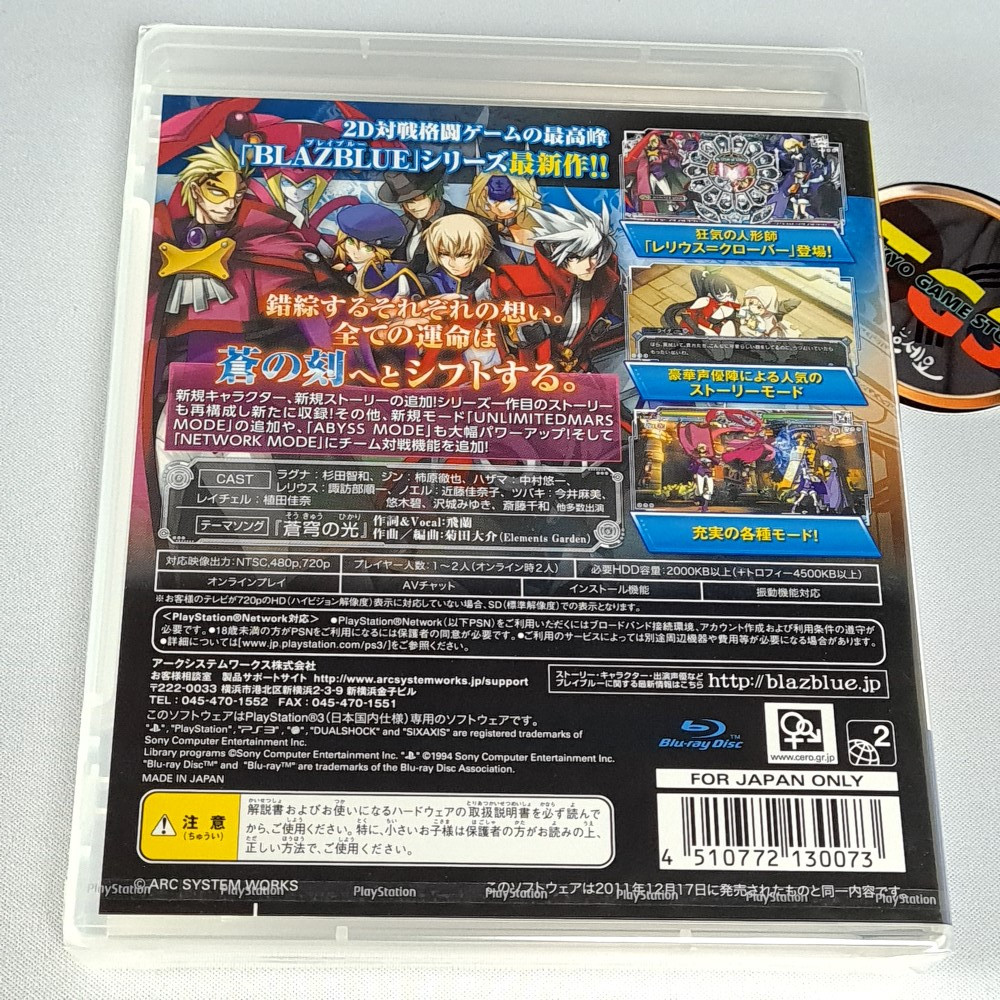 2D対戦格闘ゲームの最高峰
ブレイブルー
「BLAZBLUE」シリーズ最新作!!
狂気の人形師
「レリウス=クローバー」登場!
錯綜するそれぞれの想い。
全ての運命は
蒼の刻へとシフトする。
豪華声優陣による人気の
ストーリーモード
新規キャラクター、新規ストーリーの追加!シリーズ一作目のストーリー
も再構成し新たに収録!その他、新規モード「UNLIMITEDMARS
MODE」の追加や、「ABYSS MODE」も大幅パワーアップ!そして
「NETWORK MODE」にチーム対戦機能を追加!
充実の各種モード!
CAST
ラグナ:杉田智和、ジン:柿原徹也、ハザマ:中村悠一、
レリウス:諏訪部順一、ノエル:近藤佳奈子、ツバキ:今井麻美、
レイチェル:植田佳奈 悠木碧、沢城みゆき、斎藤千和 他多数出演
テーマソング
そうきゅう ひかり
『蒼穹の光』
作詞&Vocal:飛蘭
作曲/編曲:菊田大介(Elements Garden)
対応映像出力:NTSC,480p,720p プレイヤー人数:1~2人(オンライン時2人) 必要HDD容量:2000KB以上(+トロフィー4500KB以上)
オンラインプレイ AVチャット インストール機能 振動機能対応
※お客様のテレビが720pのHD(ハイビジョン解像度)表示に対応していない場合、SD(標準解像度)での表示となります。
<PlayStation®Network対応> ●PlayStation®Network(以下PSN)をご利用いただくにはブロードバンド接続環境、アカウント作成および利用条件の遵守が
必要です。●18歳未満の方がPSNをご利用になるには保護者の同意が必要です。●ご利用のサービスによっては別途周辺機器や費用等が必要になる場合があります。
●詳細については[www.jp.playstation.com/ps3/]をご参照ください。
アークシステムワークス株式会社
お客様相談室 製品サポートサイト http://www.arcsystemworks.jp/support
〒222-0033 横浜市港北区新横浜2-3-9 新横浜金子ビル
TEL:045-470-1552 FAX:045-470-1551
ストーリー・キャラクター・出演声優など
ブレイブルーに関する最新情報はこちら
http://blazblue.jp
このソフトウェアはPlayStation®3(日本国内仕様)専用のソフトウェアです。
"PlayStation", "PS3", "DUALSHOCK" and "SIXAXIS" are registered trademarks of
Sony Computer Entertainment Inc.
Library programs ©Sony Computer Entertainment Inc. ©1994 Sony Computer Entertainment Inc.
"Blu-ray Disc™" and "Blu-ray™" are trademarks of the Blu-ray Disc Association.
MADE IN JAPAN
Blu-ray Disc™
www.cero.gr.jp
2
FOR JAPAN ONLY
4 510772 130073
注意
(ちゅうい)
解説書およびお使いになるハードウェアの取扱説明書を必ず読んで
から、ご使用ください。特に、小さいお子様は保護者の方がお読みの上、
正しい方法で、ご使用ください。
© ARC SYSTEM WORKS
このソフトウェアは2011年12月17日に発売されたものと同一内容です。
PlayStation PlayStation PlayStation PlayStation PlayStation PlayStation PlayStation
TOKYO GAME STORY